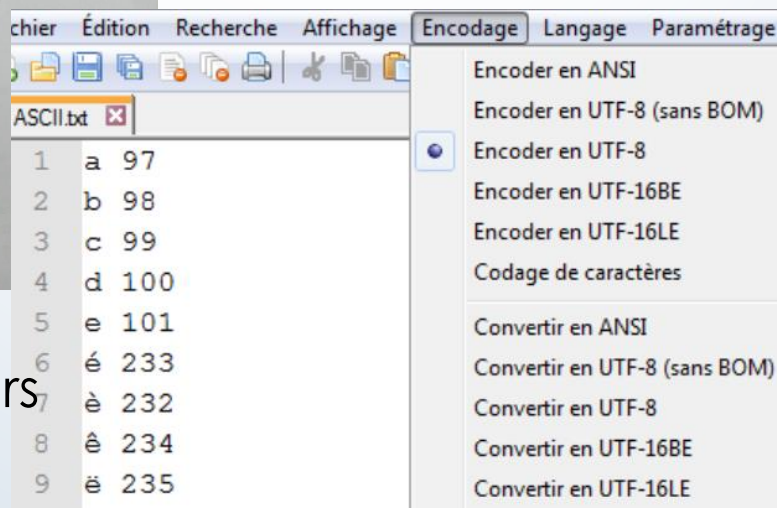 chier Édition Recherche Affichage Encodage Langage Paramétrage
ASCII.txt
1 a 97
2 b 98
3 c 99
4 d 100
5 e 101
6 é 233
7 è 232
8 ê 234
9 ë 235
rs
Encoder en ANSI
Encoder en UTF-8 (sans BOM)
Encoder en UTF-8
Encoder en UTF-16BE
Encoder en UTF-16LE
Codage de caractères
Convertir en ANSI
Convertir en UTF-8 (sans BOM)
Convertir en UTF-8
Convertir en UTF-16BE
Convertir en UTF-16LE